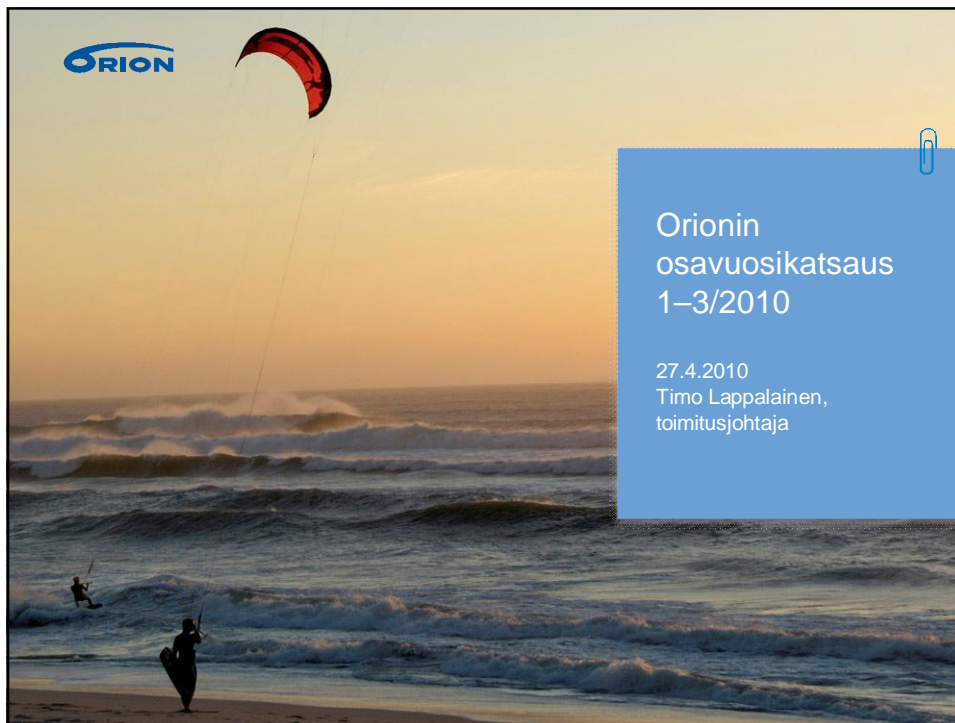 ORION
Orionin
osavuosikatsaus
1–3/2010
27.4.2010
Timo Lappalainen,
toimitusjohtaja